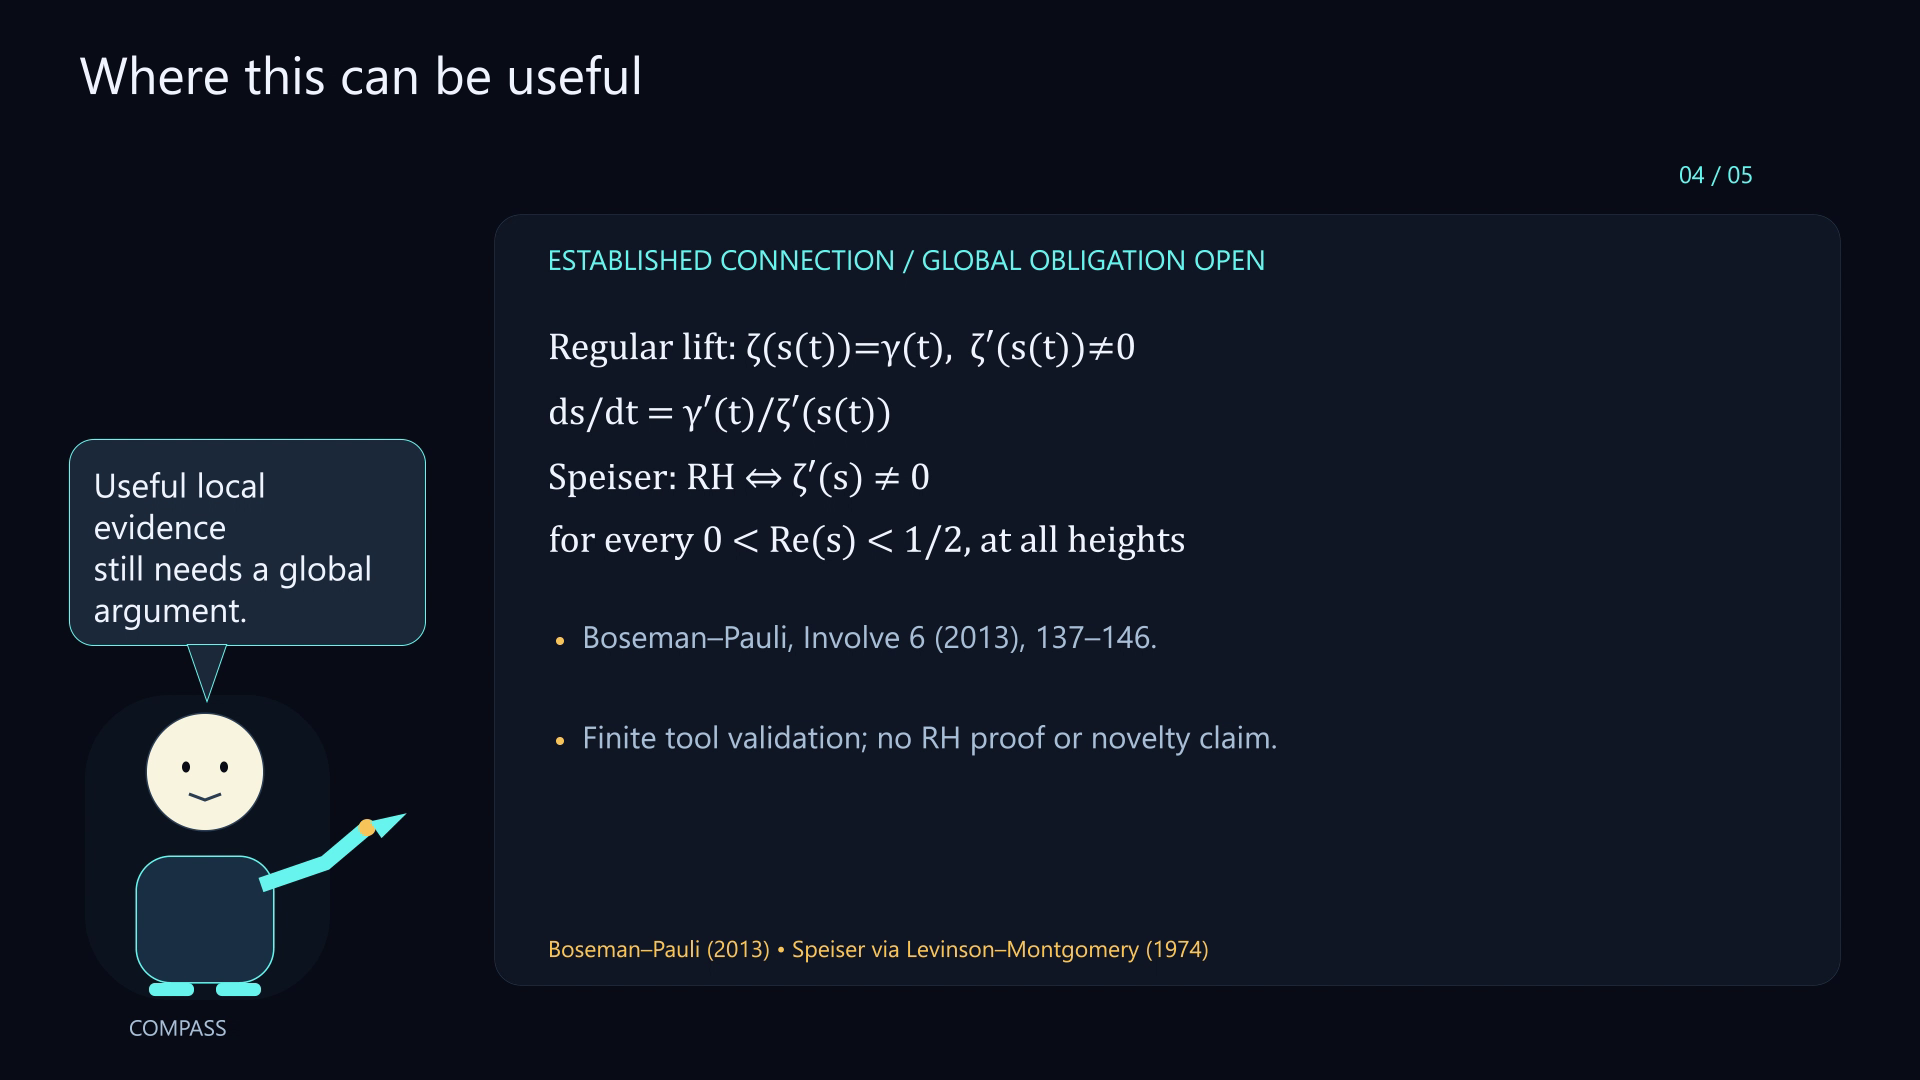 Where this can be useful
04 / 05
ESTABLISHED CONNECTION / GLOBAL OBLIGATION OPEN
Regular lift: ζ(s(t))=γ(t), ζ′(s(t))≠0
ds/dt = γ′(t)/ζ′(s(t))
Speiser: RH ⇔ ζ′(s) ≠ 0
for every 0 < Re(s) < 1/2, at all heights
• Boseman–Pauli, Involve 6 (2013), 137–146.
• Finite tool validation; no RH proof or novelty claim.
Boseman–Pauli (2013) • Speiser via Levinson–Montgomery (1974)
Useful local
evidence
still needs a global
argument.
COMPASS